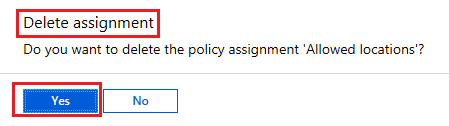 Delete assignment
Do you want to delete the policy assignment 'Allowed locations'?
Yes No